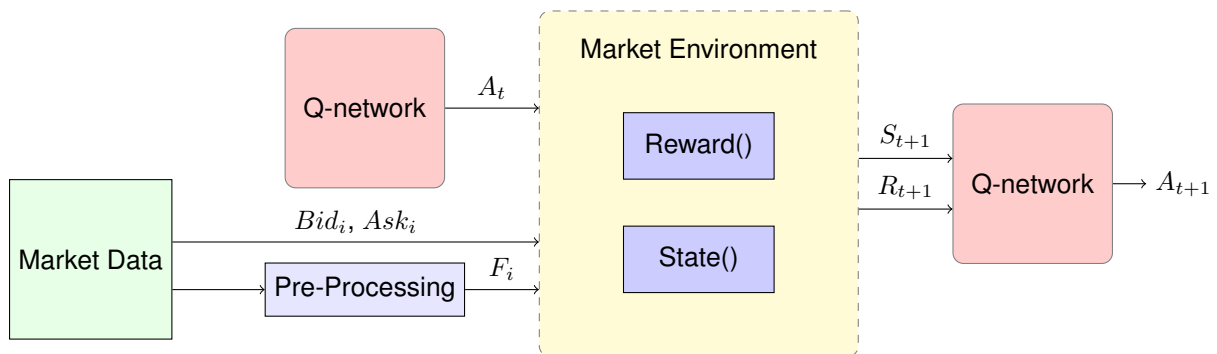 Market Environment
Q-network
A_t
Reward()
S_{t+1}
Q-network
A_{t+1}
R_{t+1}
Bid_i, Ask_i
Market Data
State()
Pre-Processing
F_i